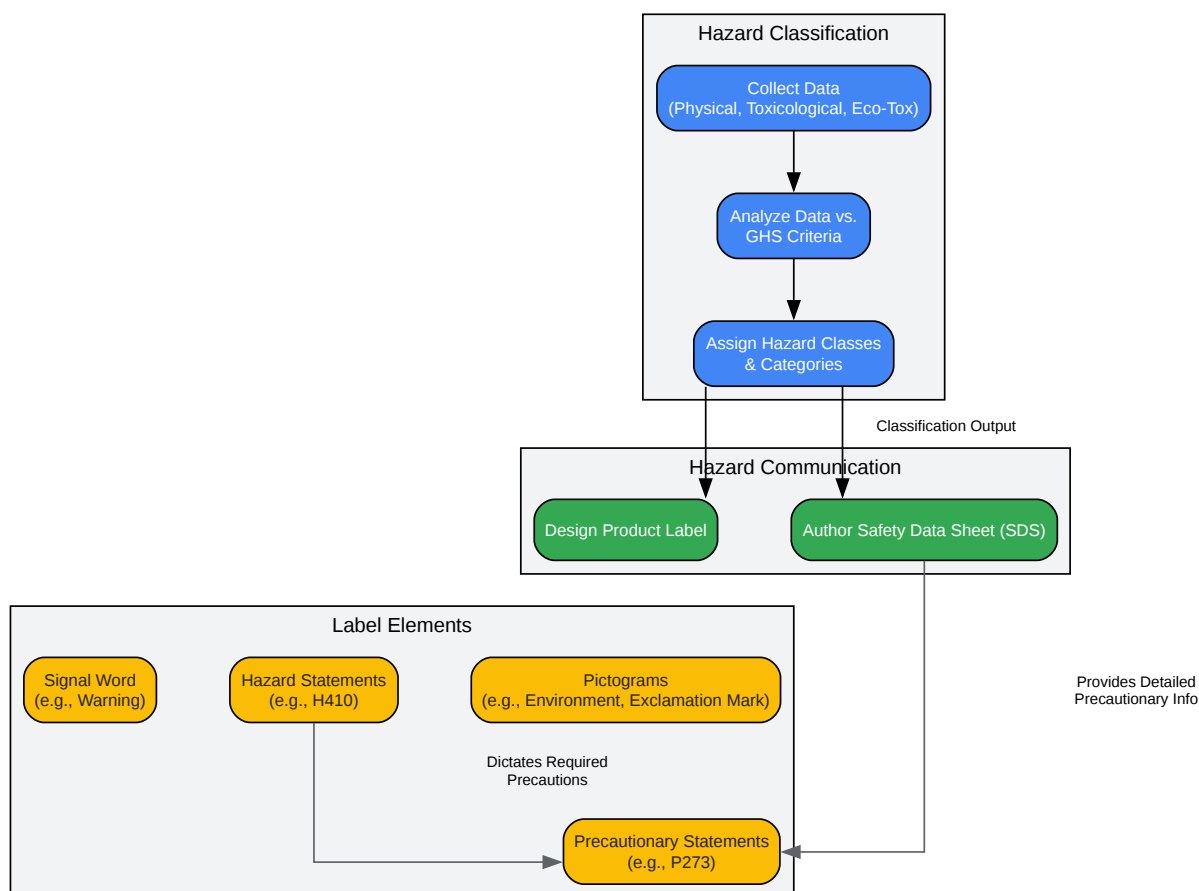 Hazard Classification
Collect Data
(Physical, Toxicological, Eco-Tox)
Analyze Data vs.
GHS Criteria
Assign Hazard Classes
& Categories
Classification Output
Hazard Communication
Design Product Label
Author Safety Data Sheet (SDS)
Label Elements
Signal Word
(e.g., Warning)
Hazard Statements
(e.g., H410)
Pictograms
(e.g., Environment, Exclamation Mark)
Provides Detailed
Precautionary Info
Dictates Required
Precautions
Precautionary Statements
(e.g., P273)